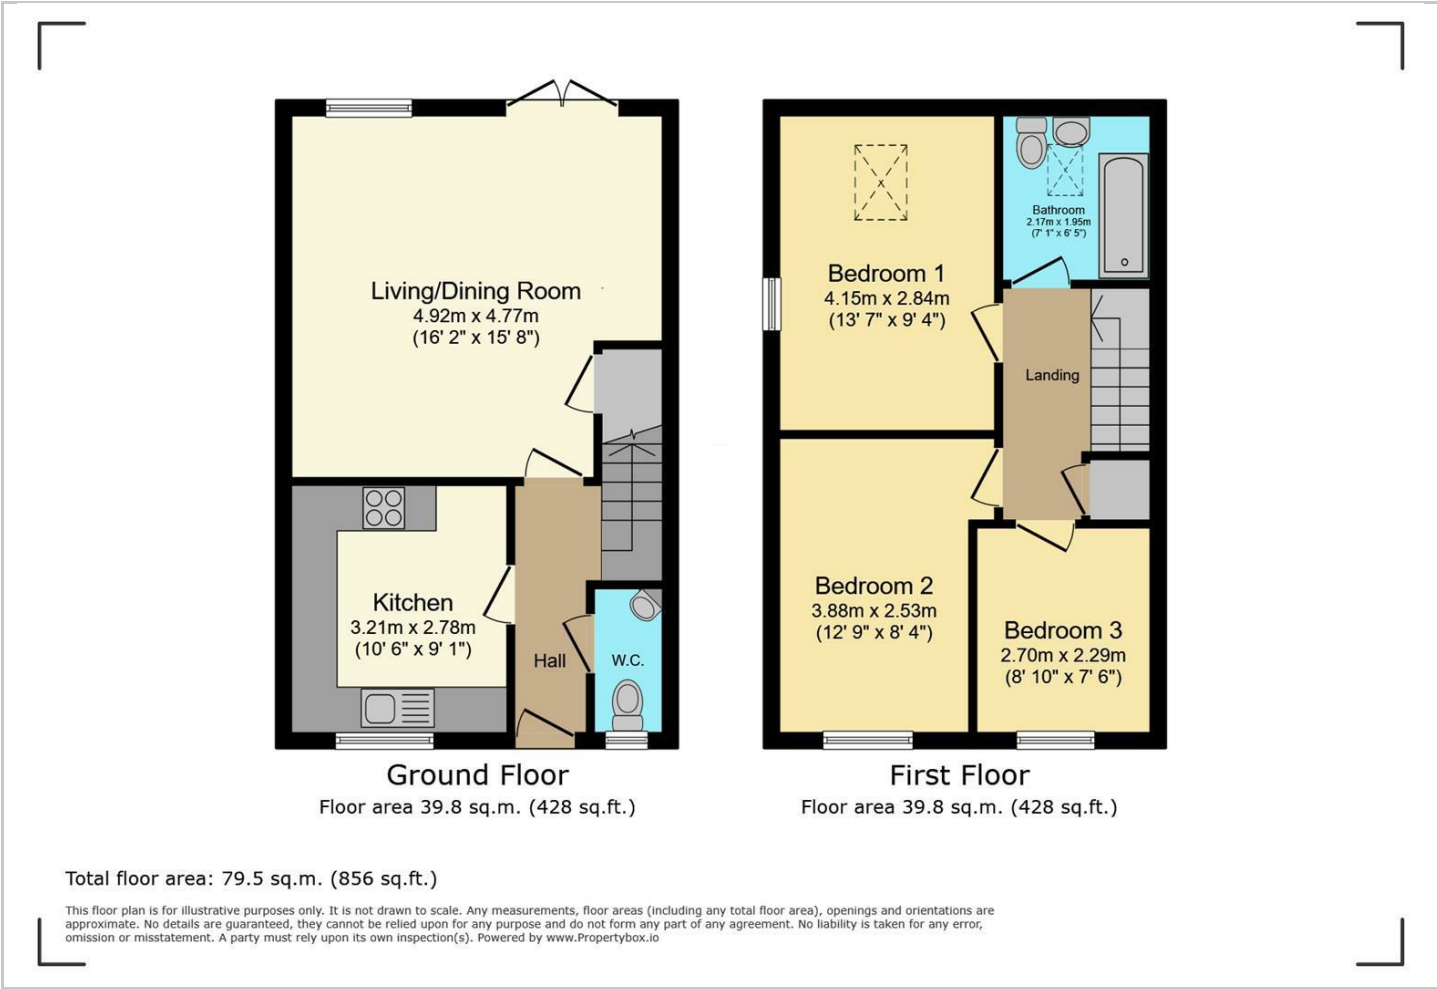 Living/Dining Room
4.92m x 4.77m
(16' 2" x 15' 8")
Kitchen
3.21m x 2.78m
(10' 6" x 9' 1")
Hall
W.C.
Ground Floor
Floor area 39.8 sq.m. (428 sq.ft.)
Bedroom 1
4.15m x 2.84m
(13' 7" x 9' 4")
Bathroom
2.17m x 1.95m
(7' 1" x 6' 5")
Landing
Bedroom 2
3.88m x 2.53m
(12' 9" x 8' 4")
Bedroom 3
2.70m x 2.29m
(8' 10" x 7' 6")
First Floor
Floor area 39.8 sq.m. (428 sq.ft.)
Total floor area: 79.5 sq.m. (856 sq.ft.)
This floor plan is for illustrative purposes only. It is not drawn to scale. Any measurements, floor areas (including any total floor area), openings and orientations are
approximate. No details are guaranteed, they cannot be relied upon for any purpose and do not form any part of any agreement. No liability is taken for any error,
omission or misstatement. A party must rely upon its own inspection(s). Powered by www.Propertybox.io